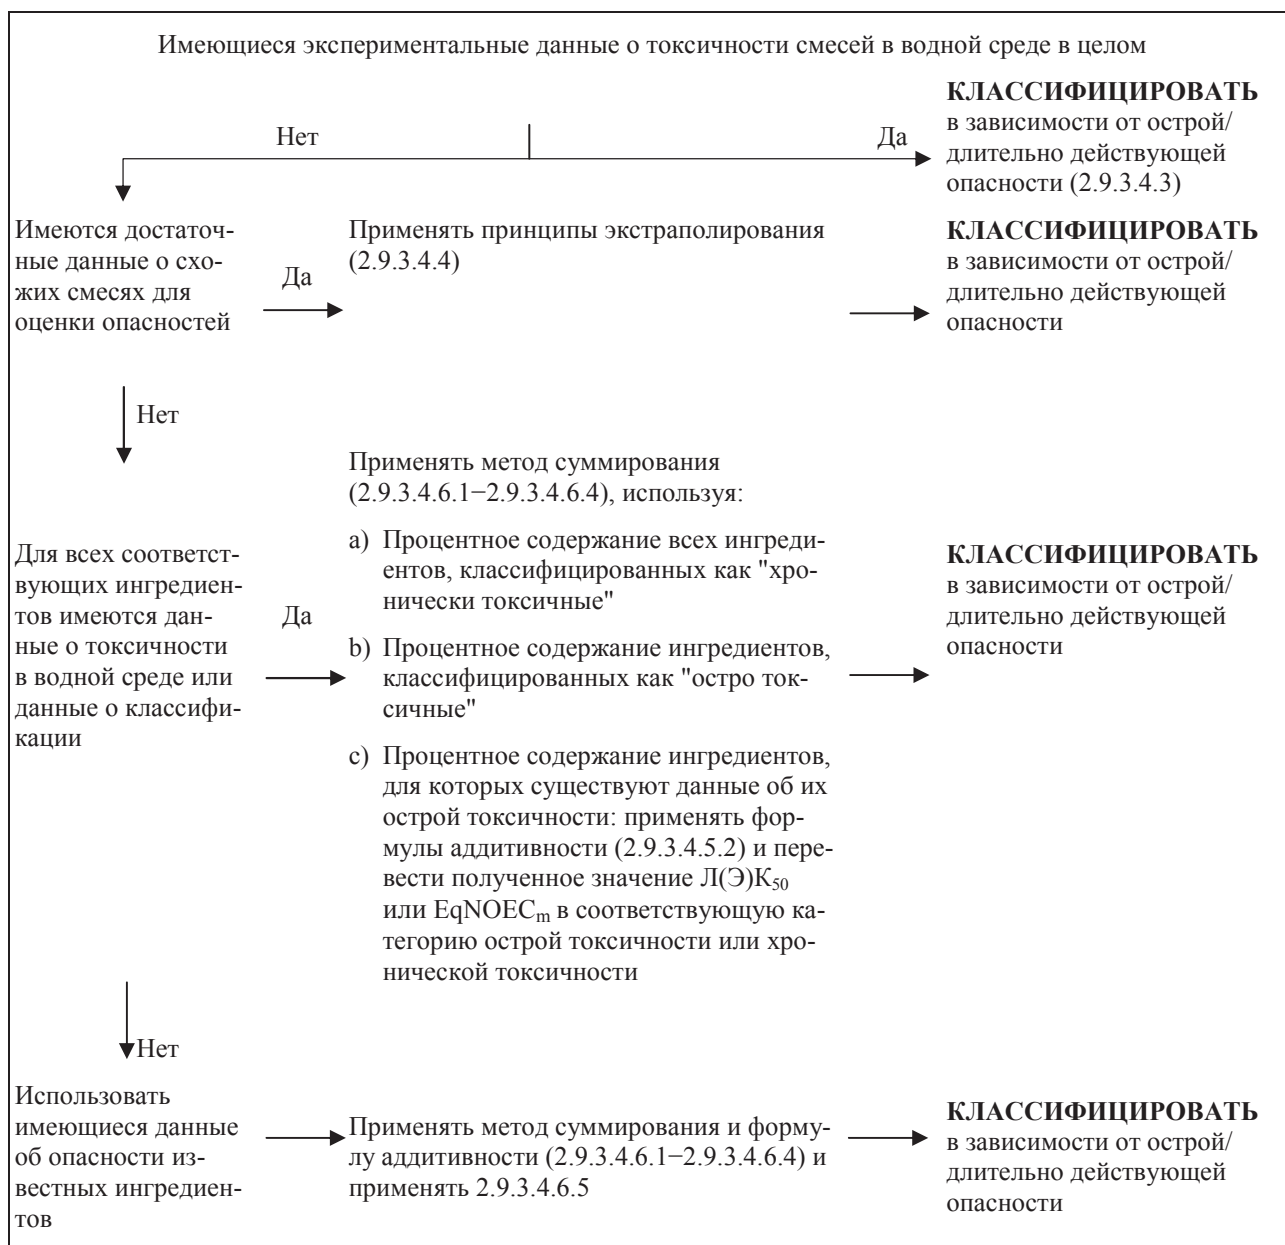 Имеющиеся экспериментальные данные о токсичности смесей в водной среде в целом
Нет
Да
КЛАССИФИЦИРОВАТЬ
в зависимости от острой/
длительно действующей
опасности (2.9.3.4.3)
Имеются достаточ-
ные данные о схо-
жих смесях для
оценки опасностей
Да
Применять принципы экстраполирования
(2.9.3.4.4)
КЛАССИФИЦИРОВАТЬ
в зависимости от острой/
длительно действующей
опасности
Нет
Для всех соответст-
вующих ингредиен-
тов имеются дан-
ные о токсичности
в водной среде или
данные о классифи-
кации
Да
Применять метод суммирования
(2.9.3.4.6.1−2.9.3.4.6.4), используя:
a) Процентное содержание всех ингреди-
ентов, классифицированных как "хро-
нически токсичные"
b) Процентное содержание ингредиентов,
классифицированных как "остро ток-
сичные"
c) Процентное содержание ингредиентов,
для которых существуют данные об их
острой токсичности: применять фор-
мулы аддитивности (2.9.3.4.5.2) и пере-
вести полученное значение Л(Э)К50
или EqNOECm в соответствующую ка-
тегорию острой токсичности или хро-
нической токсичности
КЛАССИФИЦИРОВАТЬ
в зависимости от острой/
длительно действующей
опасности
Нет
Использовать
имеющиеся данные
об опасности из-
вестных ингредиен-
тов
Применять метод суммирования и форму-
лу аддитивности (2.9.3.4.6.1−2.9.3.4.6.4) и
применять 2.9.3.4.6.5
КЛАССИФИЦИРОВАТЬ
в зависимости от острой/
длительно действующей
опасности